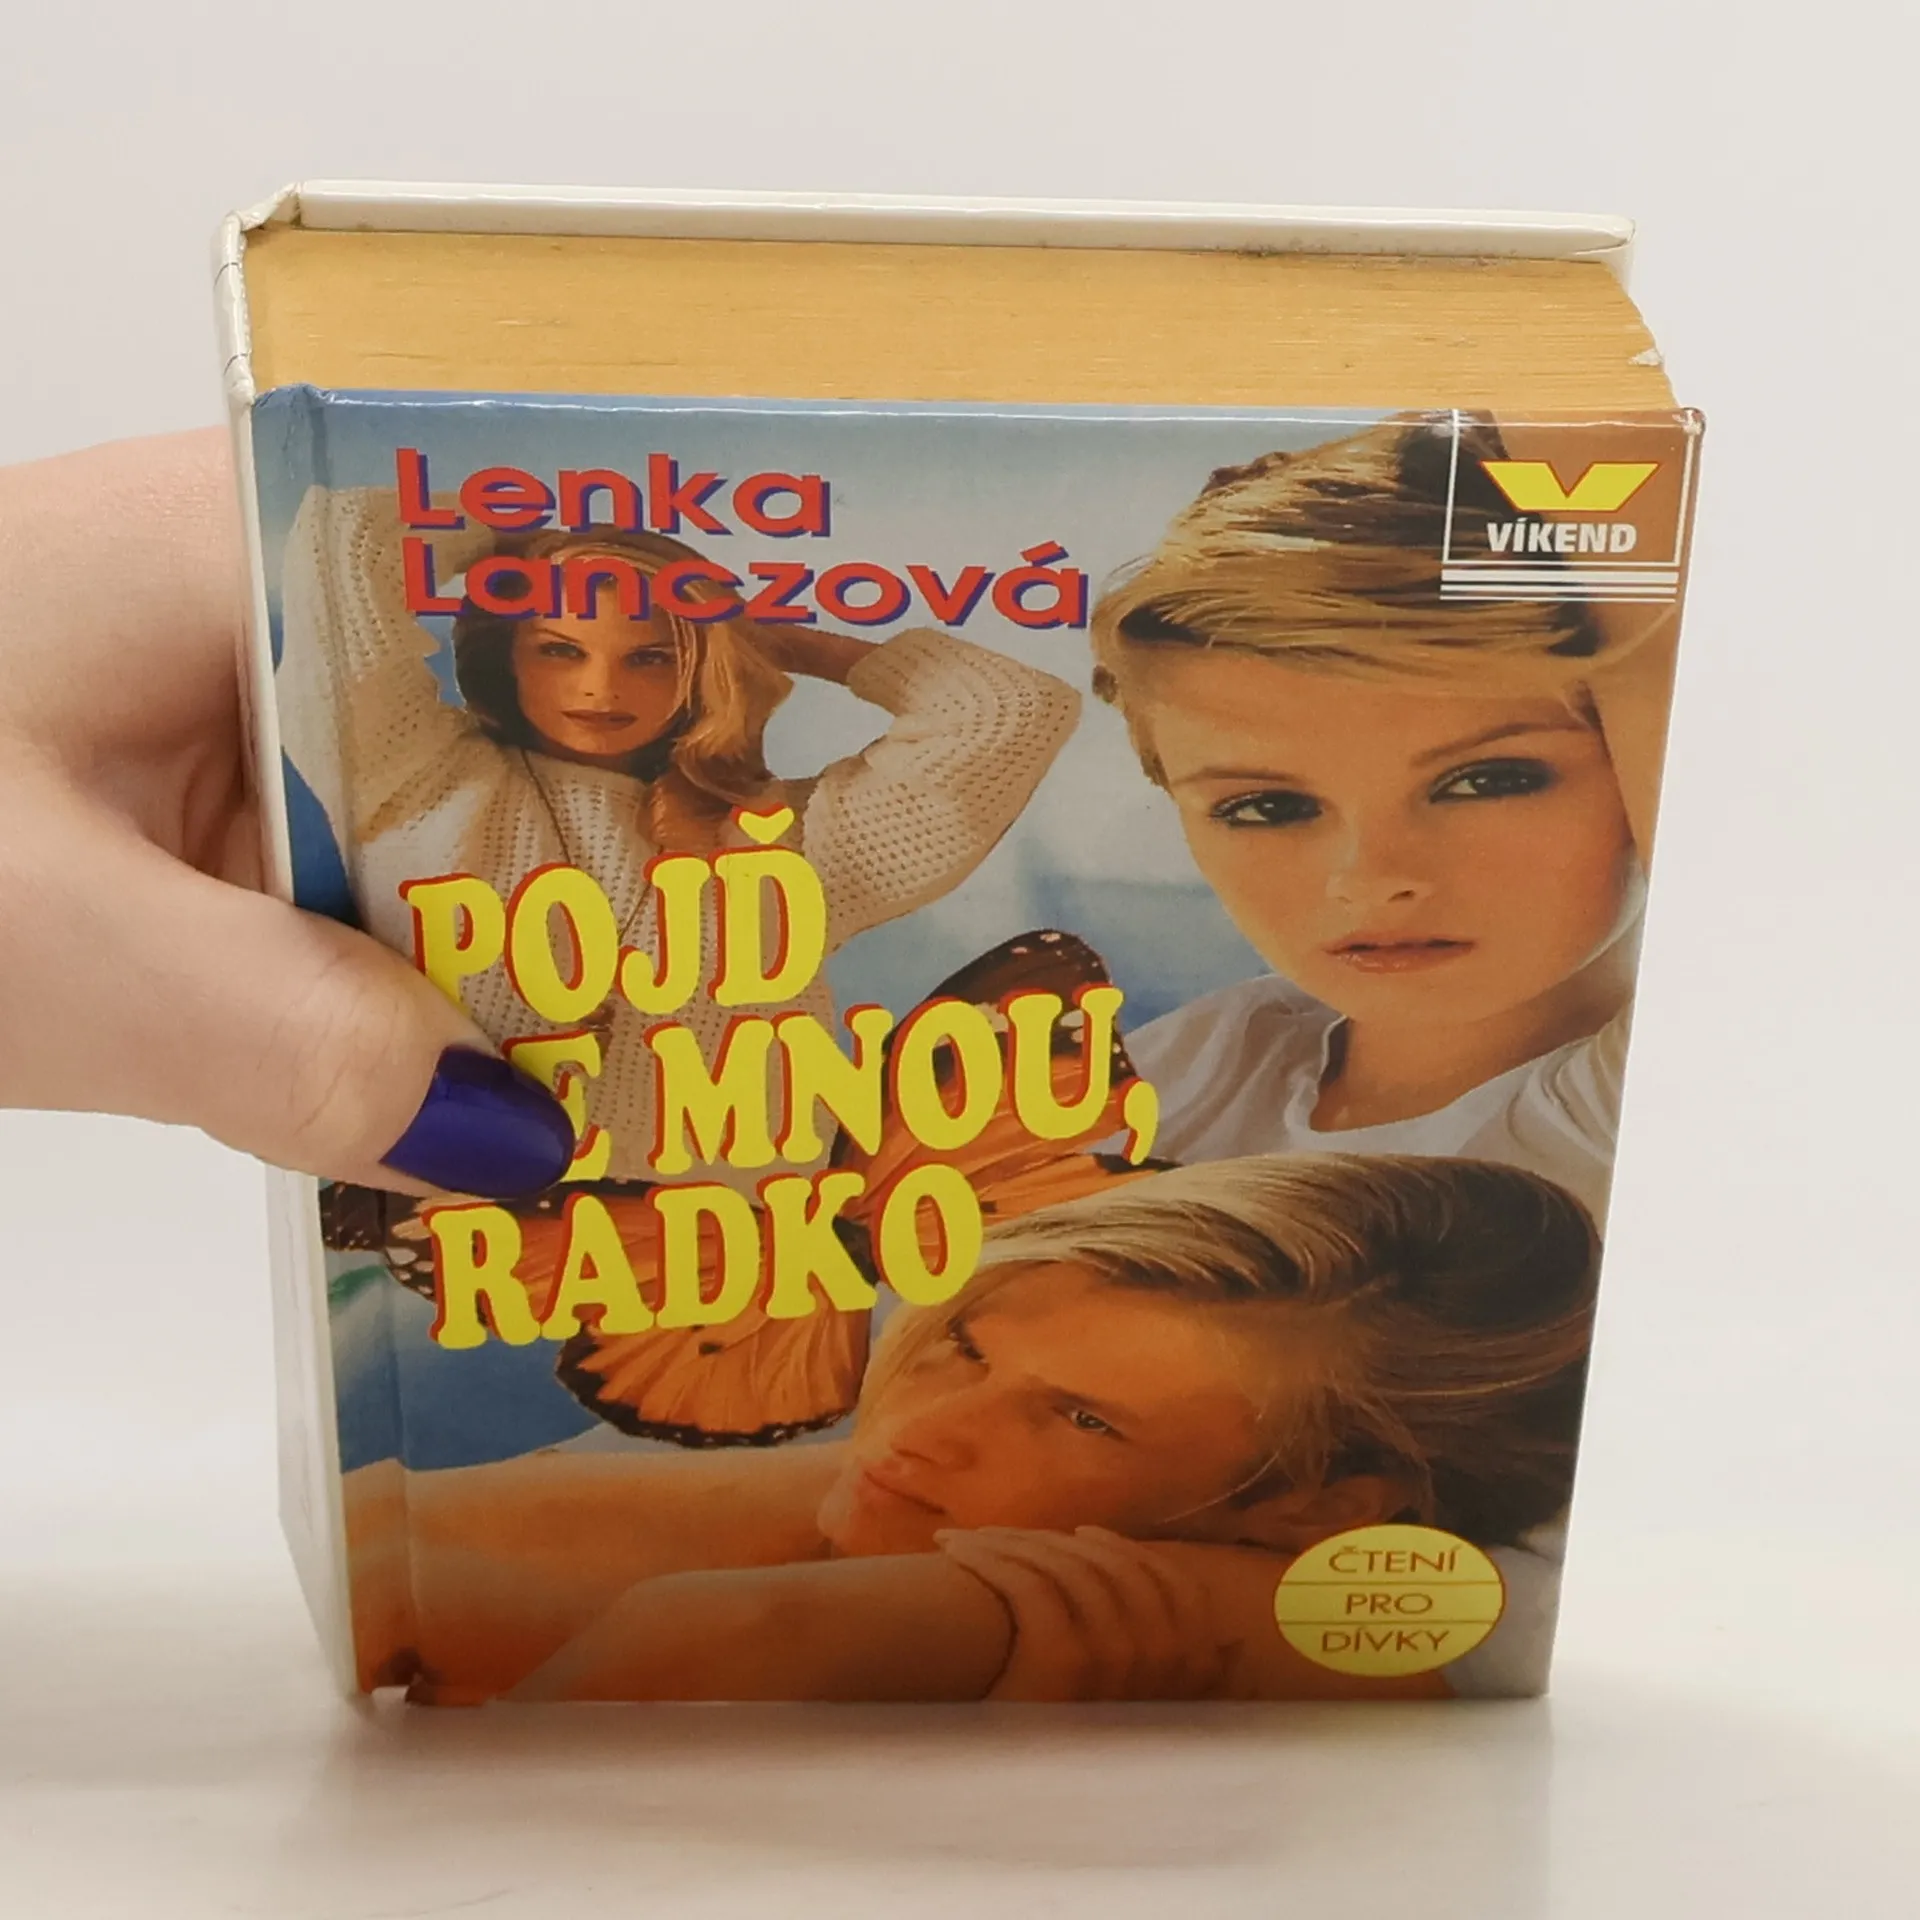 Lenka
Lanczová
VÍKEND
POJĎ
E MNOU,
RADKO
ČTENÍ
PRO
DÍVKY